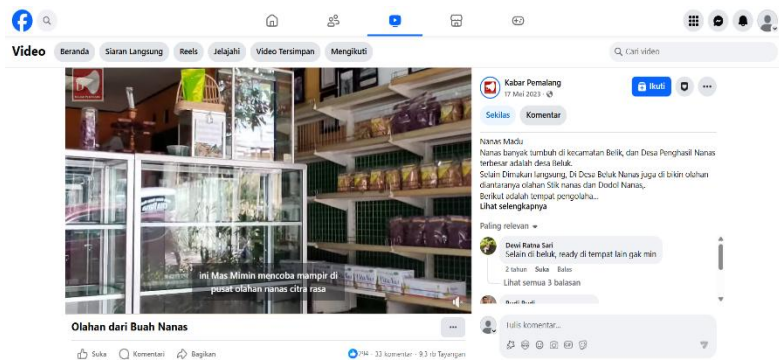 Video
Beranda
Siaran Langsung
Reels
Jelajahi
Video Tersimpan
Mengikuti
Cari video
ini Mas Mimin mencoba mampir di
pusat olahan nanas citra rasa
Olahan dari Buah Nanas
Suka
Komentari
Bagikan
294 · 33 komentar · 9,3 rb Tayangan
Kabar Pemalang
17 Mei 2023
Ikuti
Sekilas
Komentar
Nanas Madu
Nanas banyak tumbuh di kecamatan Belik, dan Desa Penghasil Nanas
terbesar adalah desa Beluk.
Selain Dimakan langsung, Di Desa Beluk Nanas juga di bikin olahan
diantaranya olahan Stik nanas dan Dodol Nanas,.
Berikut adalah tempat pengolaha...
Lihat selengkapnya
Paling relevan
Dewi Ratna Sari
Selain di beluk, ready di tempat lain gak min
2 tahun Suka Balas
Lihat semua 3 balasan
Tulis komentar...